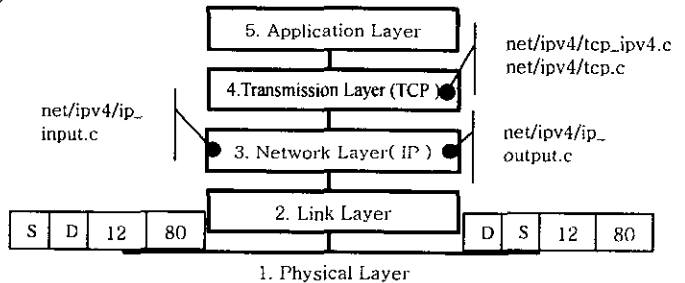 5. Application Layer
net/ipv4/tcp_ipv4.c
net/ipv4/tcp.c
4.Transmission Layer (TCP )
net/ipv4/ip_
input.c
3. Network Layer( IP )
net/ipv4/ip_
output.c
2. Link Layer
S D 12 80
D S 12 80
1. Physical Layer